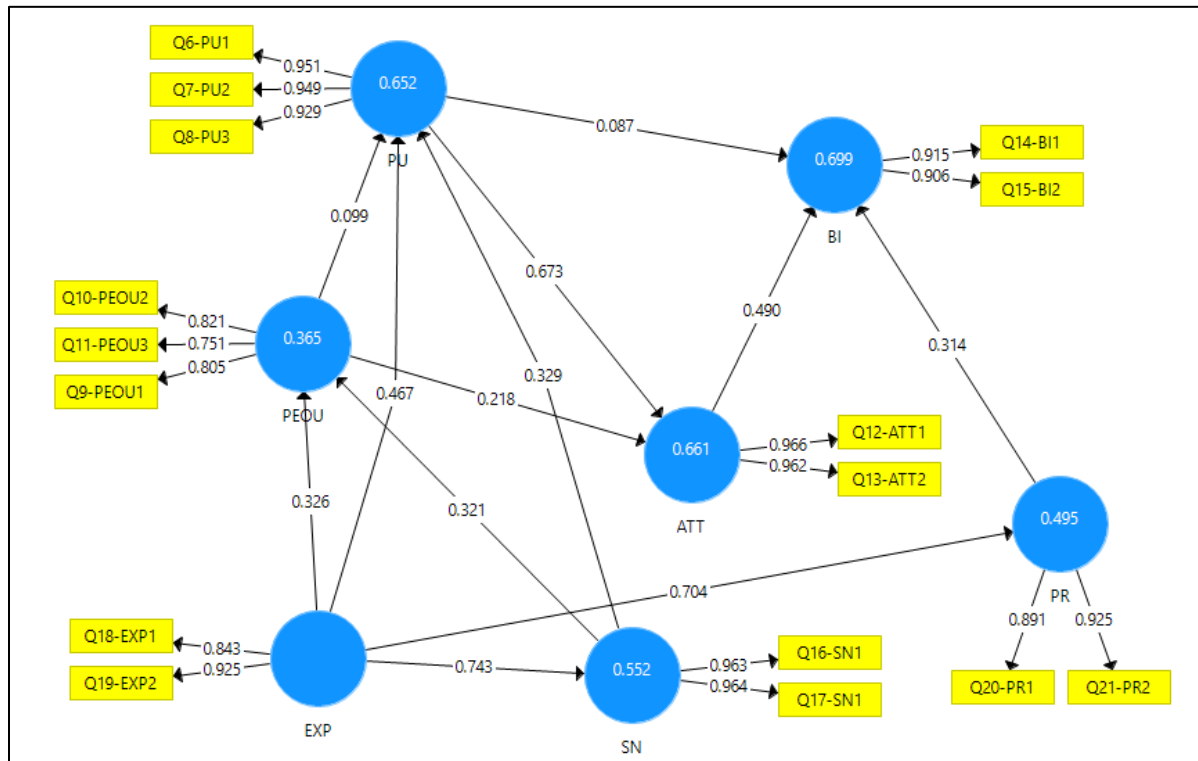 Q6-PU1
0.951
Q7-PU2
0.949
Q8-PU3
0.929
0.652
PU
0.087
0.699
BI
0.915
Q14-BI1
0.906
Q15-BI2
0.099
0.673
0.490
0.314
Q10-PEOU2
0.821
Q11-PEOU3
0.751
Q9-PEOU1
0.805
0.365
PEOU
0.467
0.329
0.218
0.661
ATT
0.966
Q12-ATT1
0.962
Q13-ATT2
0.326
0.321
0.495
PR
0.704
0.891
0.925
Q20-PR1
Q21-PR2
Q18-EXP1
0.843
Q19-EXP2
0.925
EXP
0.743
0.552
SN
0.963
Q16-SN1
0.964
Q17-SN1